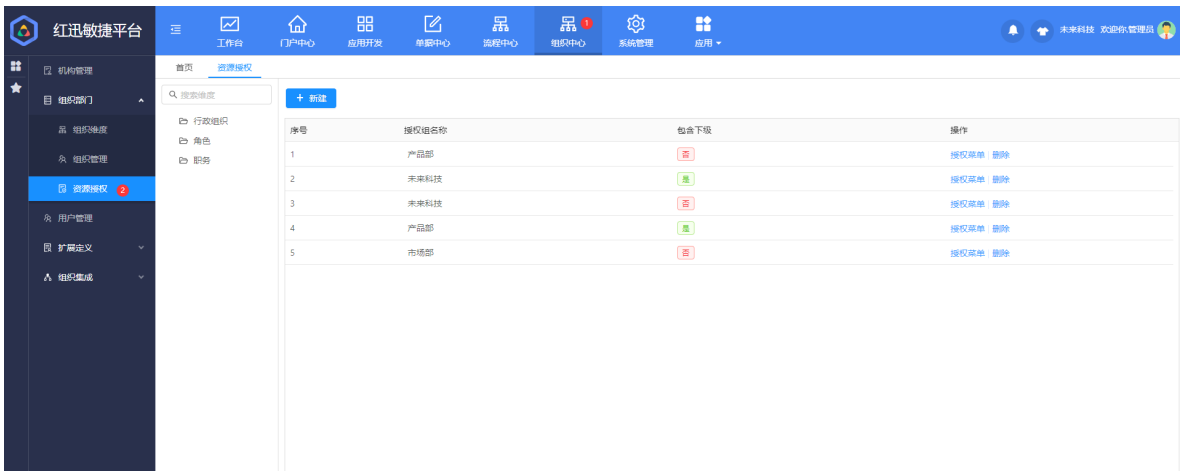 红迅敏捷平台
工作台 门户中心 应用开发 单据中心 流程中心 组织中心 1 系统管理 应用
未来科技 欢迎你,管理员
机构管理
组织部门
组织维度
组织管理
资源授权 2
用户管理
扩展定义
组织集成
首页 资源授权
搜索维度
行政组织
角色
职务
+ 新建
序号 授权组名称 包含下级 操作
1 产品部 否 授权菜单 删除
2 未来科技 是 授权菜单 删除
3 未来科技 否 授权菜单 删除
4 产品部 是 授权菜单 删除
5 市场部 否 授权菜单 删除